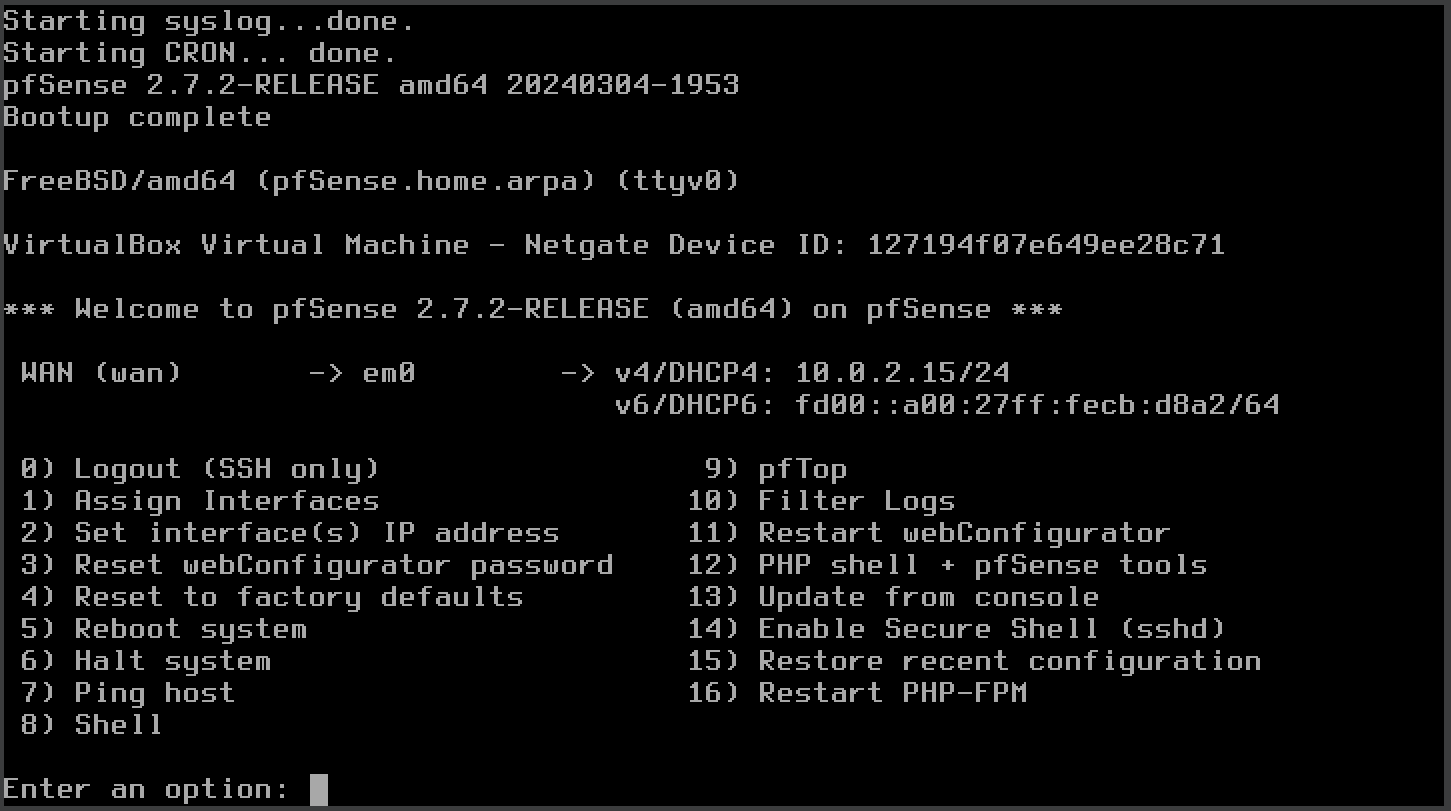 Starting syslog...done.
Starting CRON... done.
pfSense 2.7.2-RELEASE amd64 20240304-1953
Bootup complete
FreeBSD/amd64 (pfSense.home.arpa) (ttyv0)
VirtualBox Virtual Machine - Netgate Device ID: 127194f07e649ee28c71
*** Welcome to pfSense 2.7.2-RELEASE (amd64) on pfSense ***
WAN (wan) -> em0 -> v4/DHCP4: 10.0.2.15/24
v6/DHCP6: fd00::a00:27ff:fecb:d8a2/64
0) Logout (SSH only) 9) pfTop
1) Assign Interfaces 10) Filter Logs
2) Set interface(s) IP address 11) Restart webConfigurator
3) Reset webConfigurator password 12) PHP shell + pfSense tools
4) Reset to factory defaults 13) Update from console
5) Reboot system 14) Enable Secure Shell (sshd)
6) Halt system 15) Restore recent configuration
7) Ping host 16) Restart PHP-FPM
8) Shell
Enter an option: